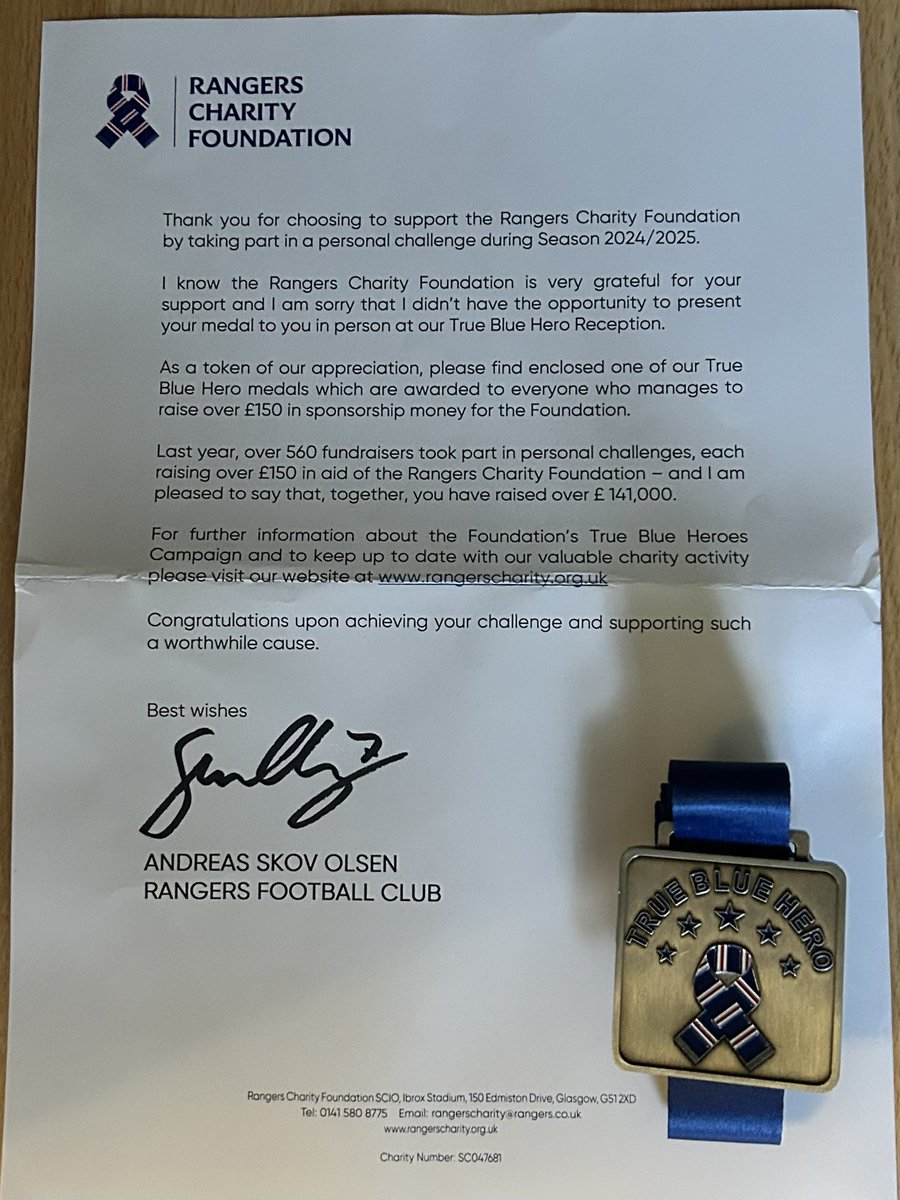 RANGERS
CHARITY
FOUNDATION
Thank you for choosing to support the Rangers Charity Foundation
by taking part in a personal challenge during Season 2024/2025.
I know the Rangers Charity Foundation is very grateful for your
support and I am sorry that I didn't have the opportunity to present
your medal to you in person at our True Blue Hero Reception.
As a token of our appreciation, please find enclosed one of our True
Blue Hero medals which are awarded to everyone who manages to
raise over £150 in sponsorship money for the Foundation.
Last year, over 560 fundraisers took part in personal challenges, each
raising over £150 in aid of the Rangers Charity Foundation – and I am
pleased to say that, together, you have raised over £ 141,000.
For further information about the Foundation's True Blue Heroes
Campaign and to keep up to date with our valuable charity activity
please visit our website at www.rangerscharity.org.uk
Congratulations upon achieving your challenge and supporting such
a worthwhile cause.
Best wishes
ANDREAS SKOV OLSEN
RANGERS FOOTBALL CLUB
TRUE BLUE HERO
Rangers Charity Foundation SCIO, Ibrox Stadium, 150 Edmiston Drive, Glasgow, G51 2XD
Tel: 0141 580 8775 Email: rangerscharity@rangers.co.uk
www.rangerscharity.org.uk
Charity Number: SC047681